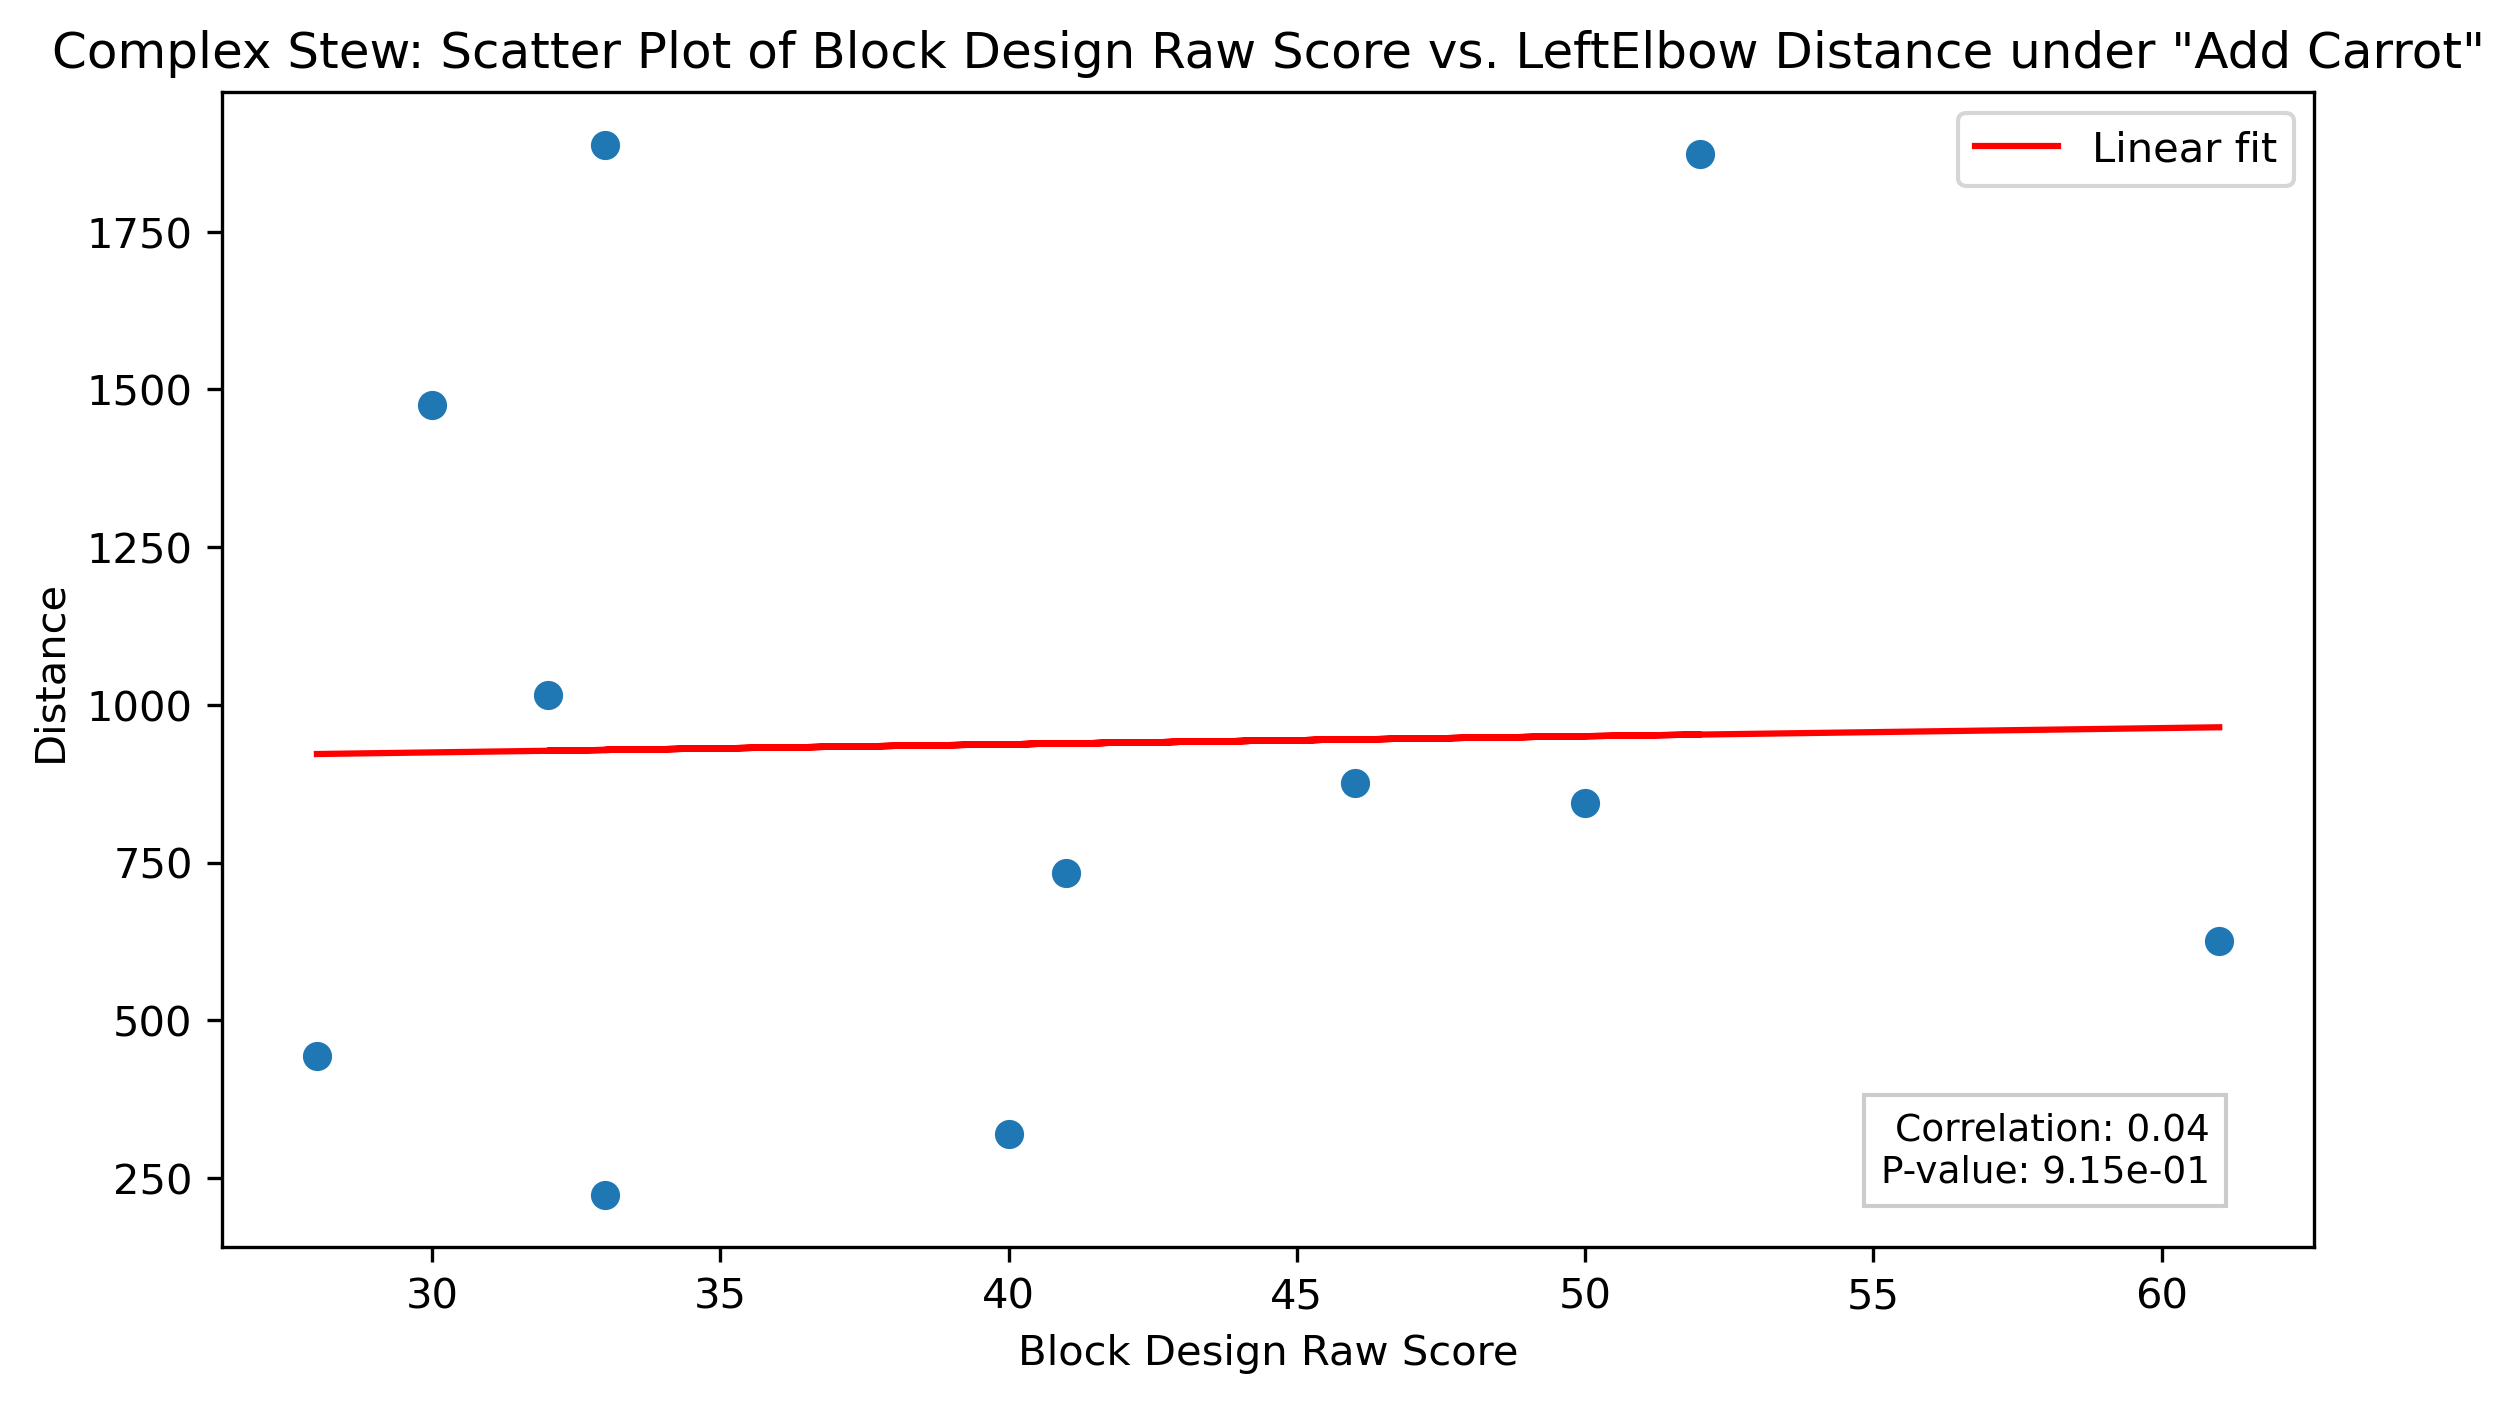 Complex Stew: Scatter Plot of Block Design Raw Score vs. LeftElbow Distance under "Add Carrot"
Linear fit
1750
1500
1250
1000
750
500
250
Distance
Correlation: 0.04
P-value: 9.15e-01
30 35 40 45 50 55 60
Block Design Raw Score